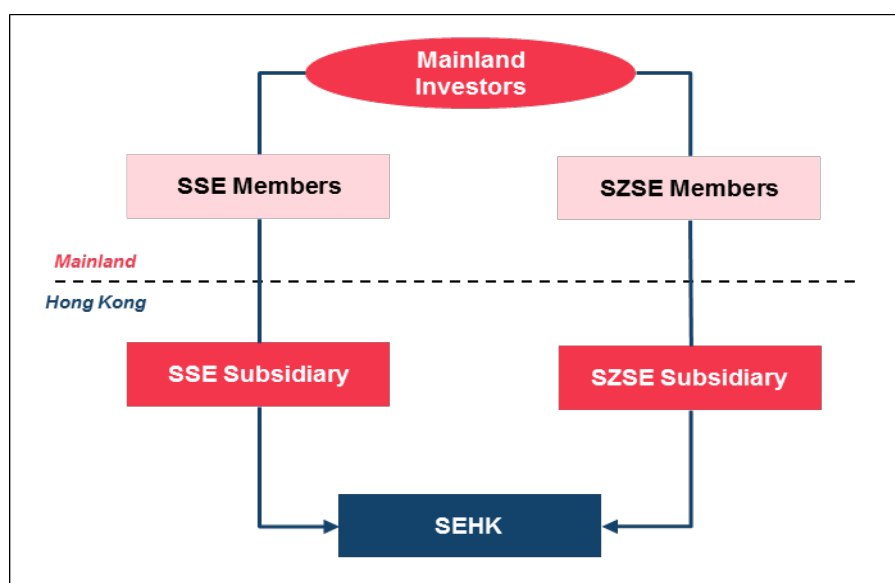 Mainland
Investors
SSE Members
SZSE Members
Mainland
Hong Kong
SSE Subsidiary
SZSE Subsidiary
SEHK